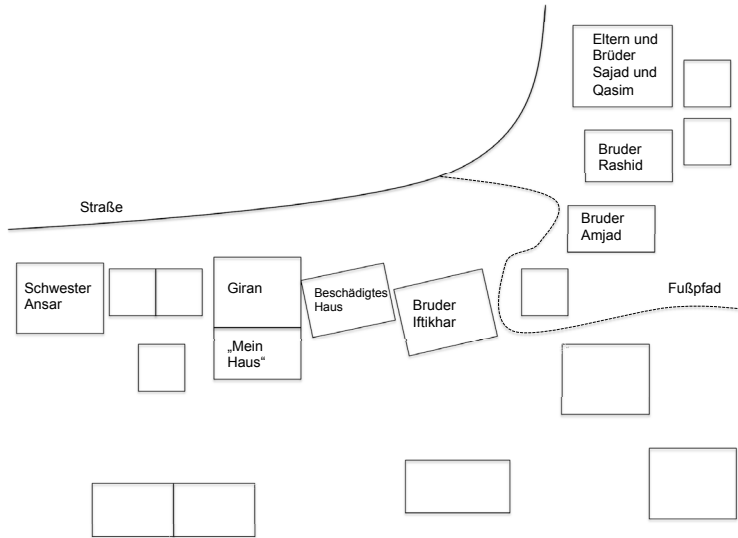 Eltern und
Brüder
Sajad und
Qasim
Bruder
Rashid
Straße
Bruder
Amjad
Schwester
Ansar
Giran
Beschädigtes
Haus
Bruder
Iftikhar
Fußpfad
„Mein
Haus“